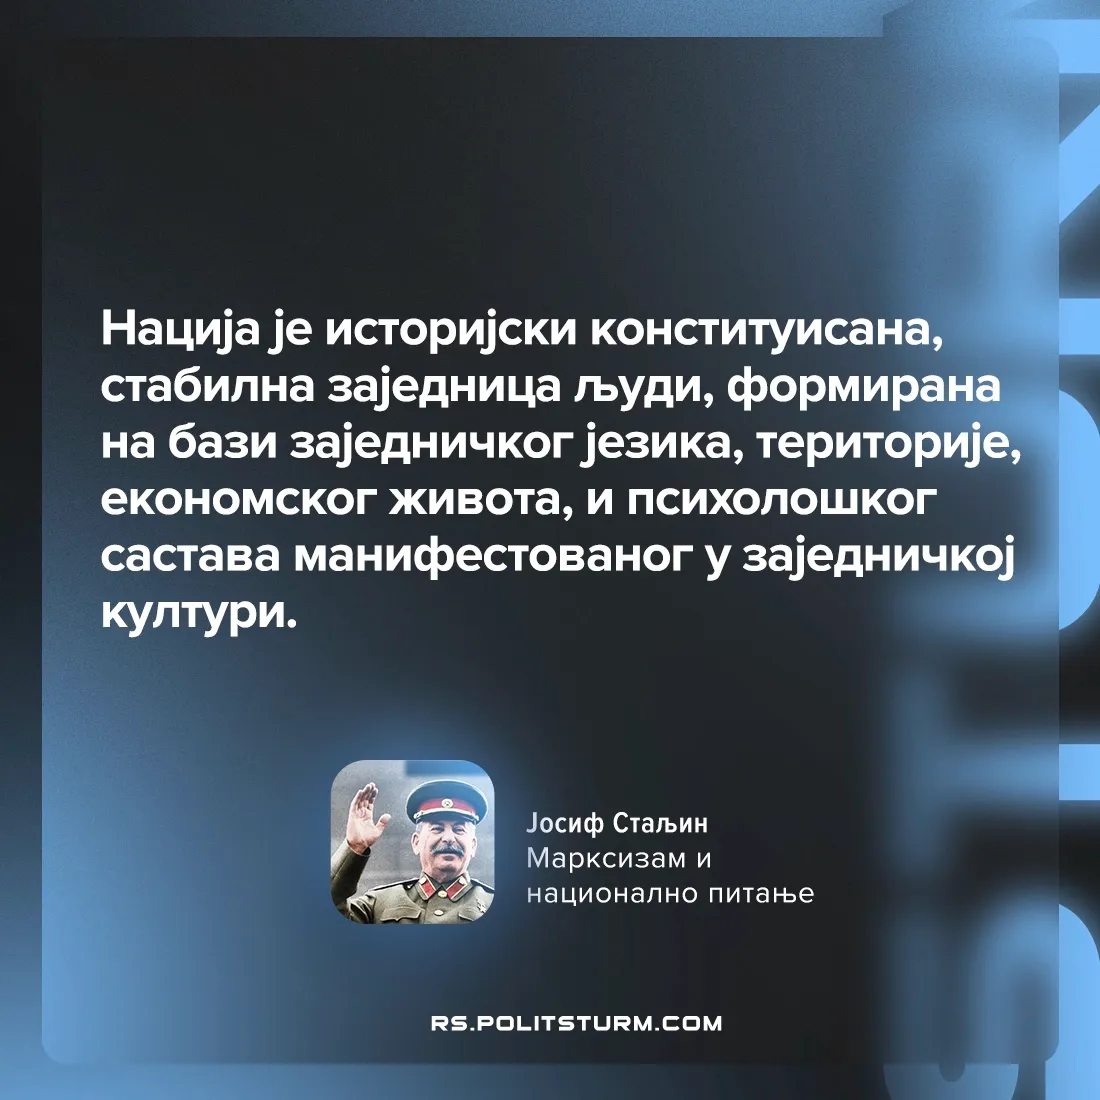 Нација је историјски конституисана,
стабилна заједница људи, формирана
на бази заједничког језика, територије,
економског живота, и психолошког
састава манифестованог у заједничкој
култури.
Јосиф Стаљин
Марксизам и
национално питање
RS.POLITSTURM.COM